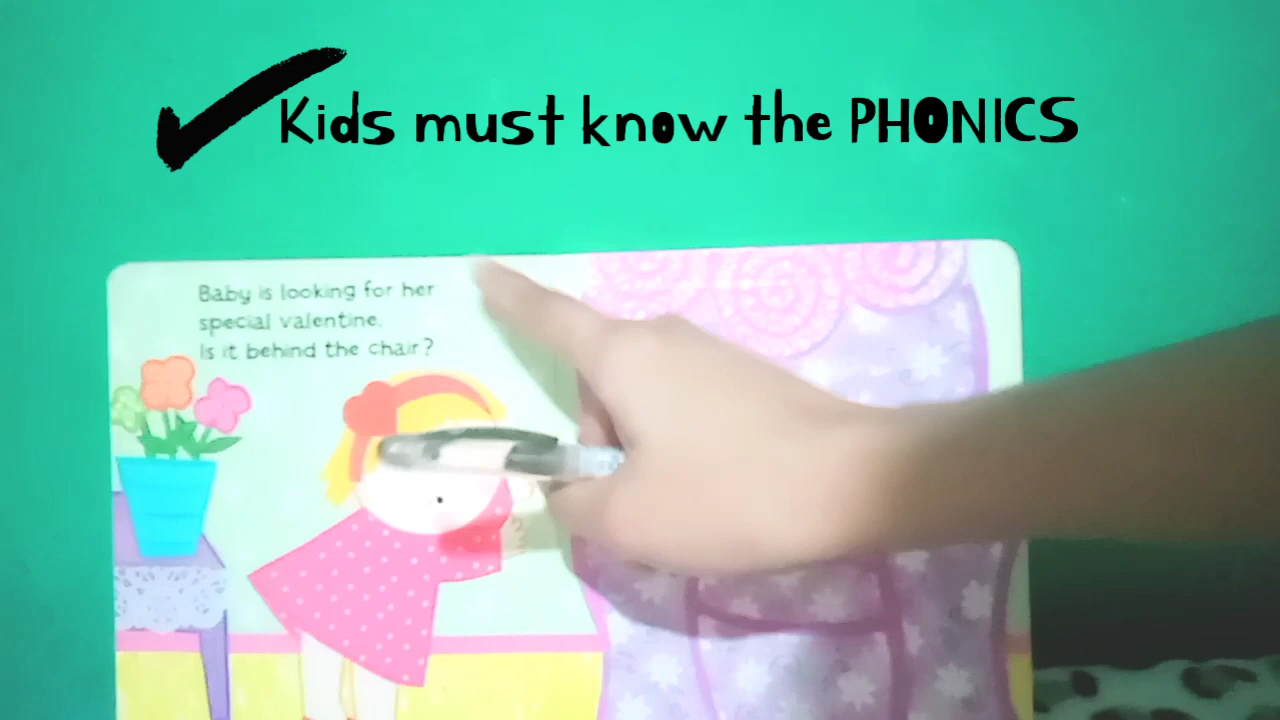 Kids must know the PHONICS
Baby is looking for her
special valentine.
Is it behind the chair?